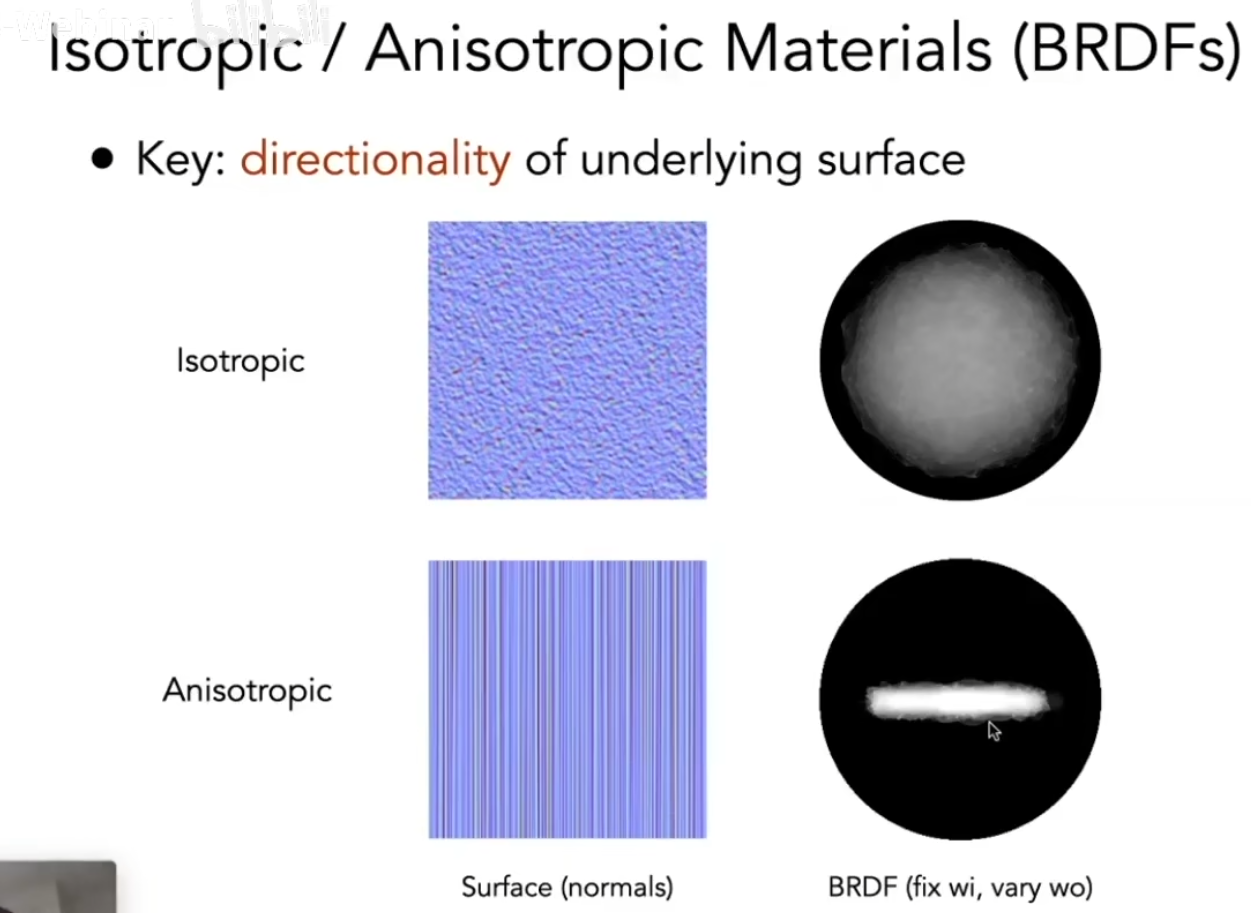 Isotropic / Anisotropic Materials (BRDFs)
• Key: directionality of underlying surface
Isotropic
Anisotropic
Surface (normals)
BRDF (fix wi, vary wo)